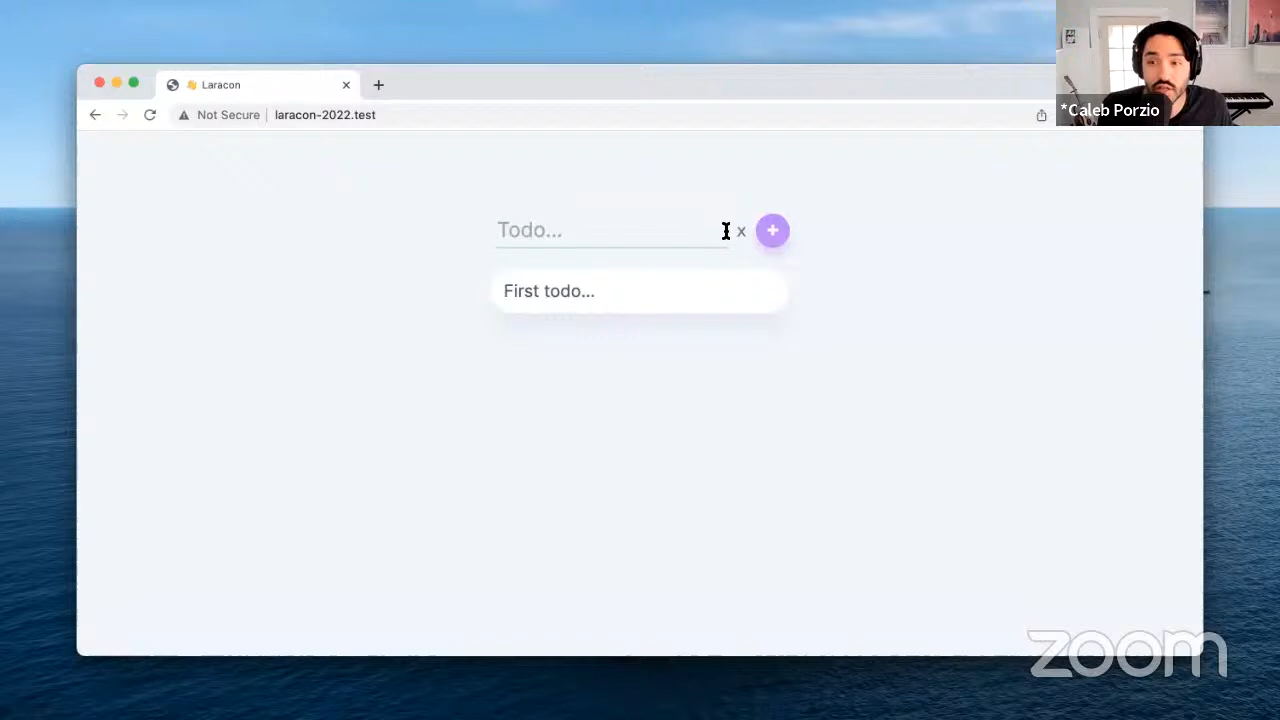 👋 Laracon
Not Secure | laracon-2022.test
*Caleb Porzio
Todo... x +
First todo...
zoom